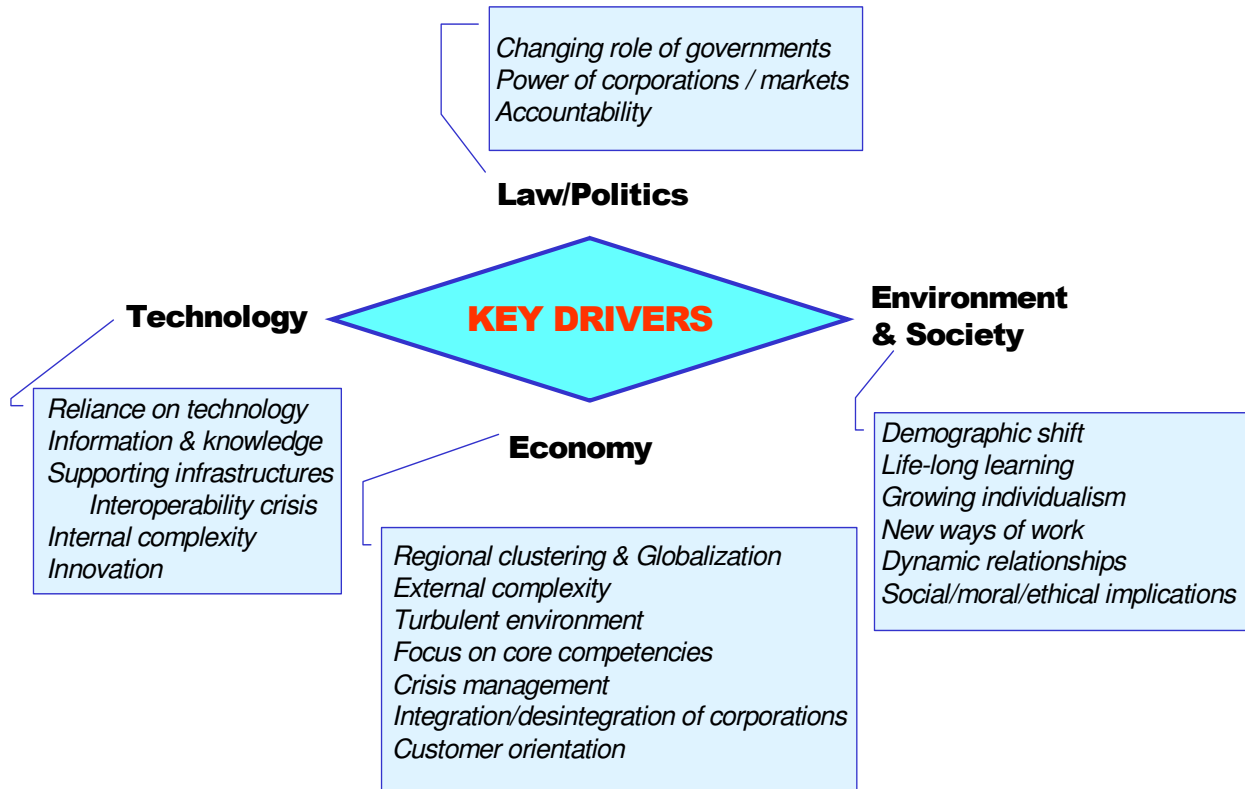 Changing role of governments
Power of corporations / markets
Accountability
Law/Politics
Technology
KEY DRIVERS
Environment
& Society
Reliance on technology
Information & knowledge
Supporting infrastructures
Interoperability crisis
Internal complexity
Innovation
Economy
Regional clustering & Globalization
External complexity
Turbulent environment
Focus on core competencies
Crisis management
Integration/desintegration of corporations
Customer orientation
Demographic shift
Life-long learning
Growing individualism
New ways of work
Dynamic relationships
Social/moral/ethical implications